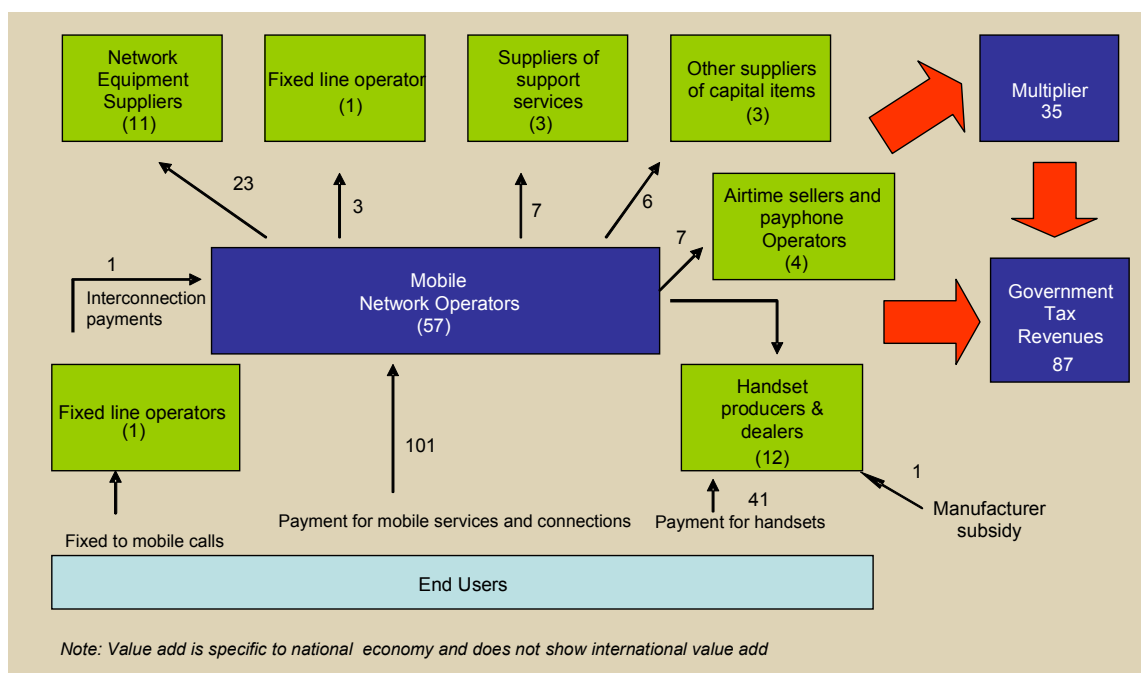 Network
Equipment
Suppliers
(11)
Fixed line operator
(1)
Suppliers of
support
services
(3)
Other suppliers
of capital items
(3)
Multiplier
35
23
3
7
6
7
Airtime sellers and
payphone
Operators
(4)
1
Interconnection
payments
Mobile
Network Operators
(57)
Government
Tax
Revenues
87
Fixed line operators
(1)
101
Handset
producers &
dealers
(12)
1
41
Fixed to mobile calls
Payment for mobile services and connections
Payment for handsets
Manufacturer
subsidy
End Users
Note: Value add is specific to national economy and does not show international value add